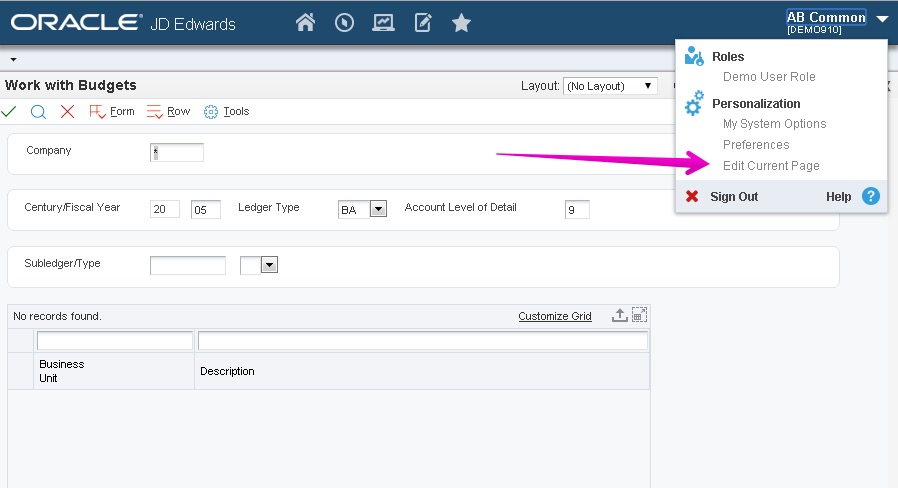 ORACLE® JD Edwards
AB Common
[DEMO910]
Work with Budgets
Layout: (No Layout)
Form Row Tools
Roles
Demo User Role
Personalization
My System Options
Preferences
Edit Current Page
Sign Out Help ?
Company *
Century/Fiscal Year 20 05 Ledger Type BA Account Level of Detail 9
Subledger/Type
No records found. Customize Grid
Business
Unit
Description